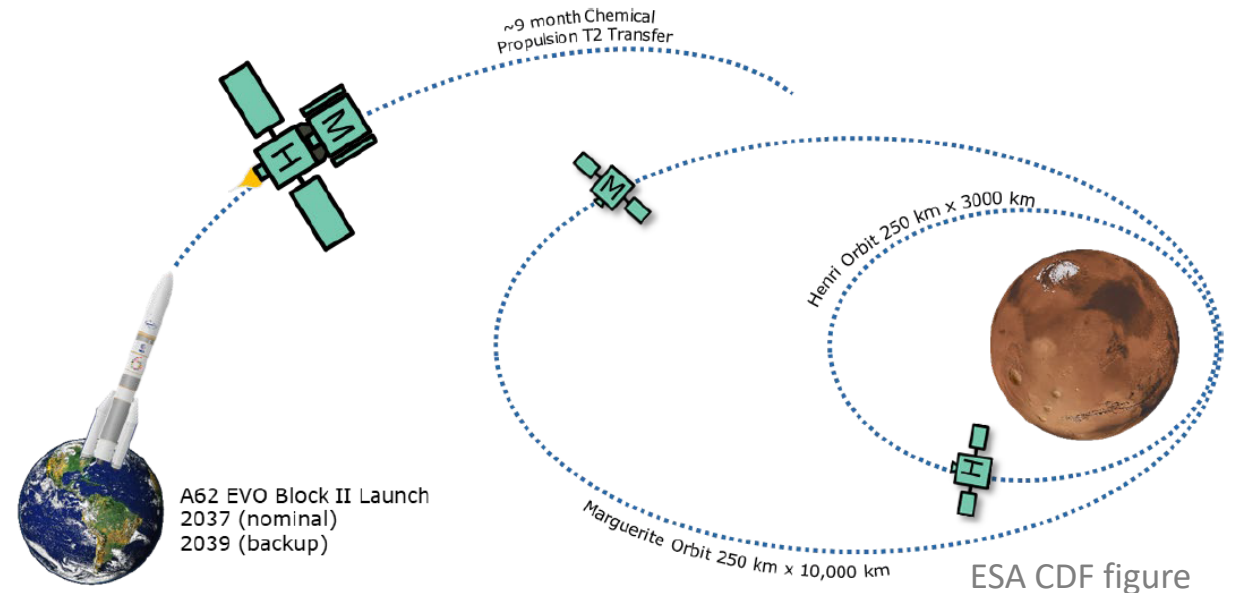 ~9 month Chemical
Propulsion T2 Transfer
M
H
M
Henri Orbit 250 km x 3000 km
H
A62 EVO Block II Launch
2037 (nominal)
2039 (backup)
Marguerite Orbit 250 km x 10,000 km
ESA CDF figure